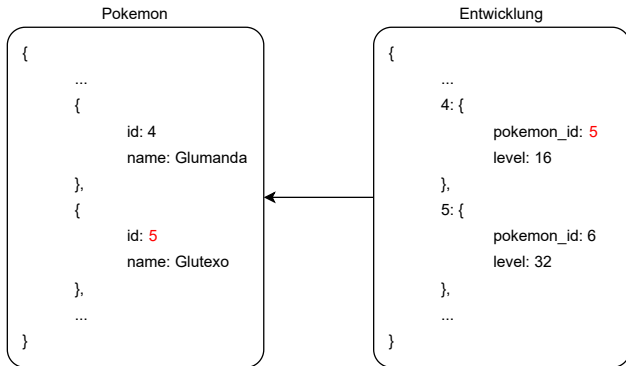 Pokemon
{
...
{
id: 4
name: Glumanda
},
{
id: 5
name: Glutexo
},
...
}
Entwicklung
{
...
4: {
pokemon_id: 5
level: 16
},
5: {
pokemon_id: 6
level: 32
},
...
}